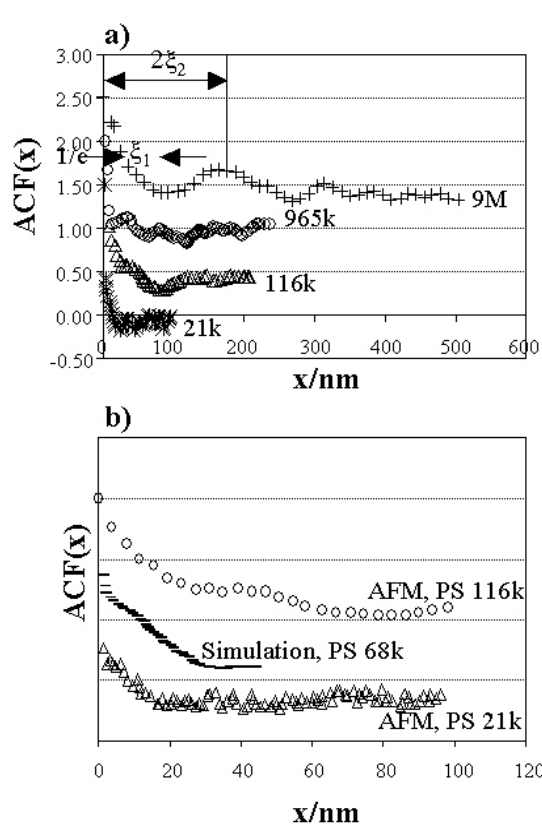 a)
3.00
2ξ₂
2.50
2.00
1/e
ξ₁
1.50
9M
ACF(x)
965k
1.00
0.50
116k
0.00
21k
-0.50
0 100 200 300 400 500 600
x/nm
b)
ACF(x)
AFM, PS 116k
Simulation, PS 68k
AFM, PS 21k
0 20 40 60 80 100 120
x/nm